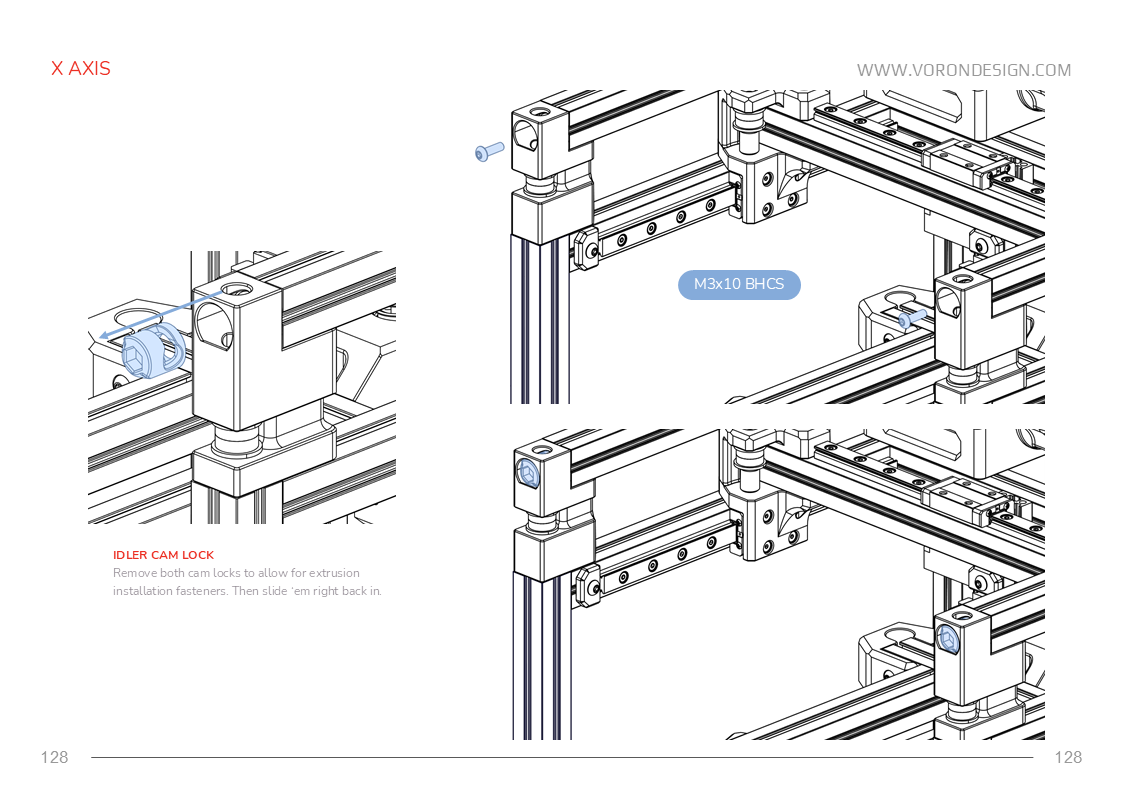 X AXIS
WWW.VORONDESIGN.COM
M3x10 BHCS
IDLER CAM LOCK
Remove both cam locks to allow for extrusion
installation fasteners. Then slide ‘em right back in.
128
128